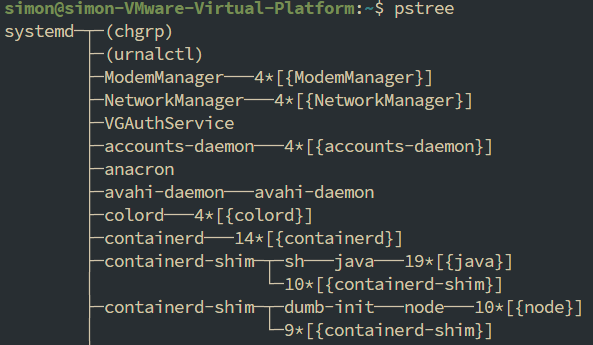 simon@simon-VMware-Virtual-Platform:~$ pstree
systemd─┬─(chgrp)
        ├─(urnalctl)
        ├─ModemManager───4*[{ModemManager}]
        ├─NetworkManager───4*[{NetworkManager}]
        ├─VGAuthService
        ├─accounts-daemon───4*[{accounts-daemon}]
        ├─anacron
        ├─avahi-daemon───avahi-daemon
        ├─colord───4*[{colord}]
        ├─containerd───14*[{containerd}]
        ├─containerd-shim─┬─sh───java───19*[{java}]
        │                 └─10*[{containerd-shim}]
        ├─containerd-shim─┬─dumb-init───node───10*[{node}]
        │                 └─9*[{containerd-shim}]